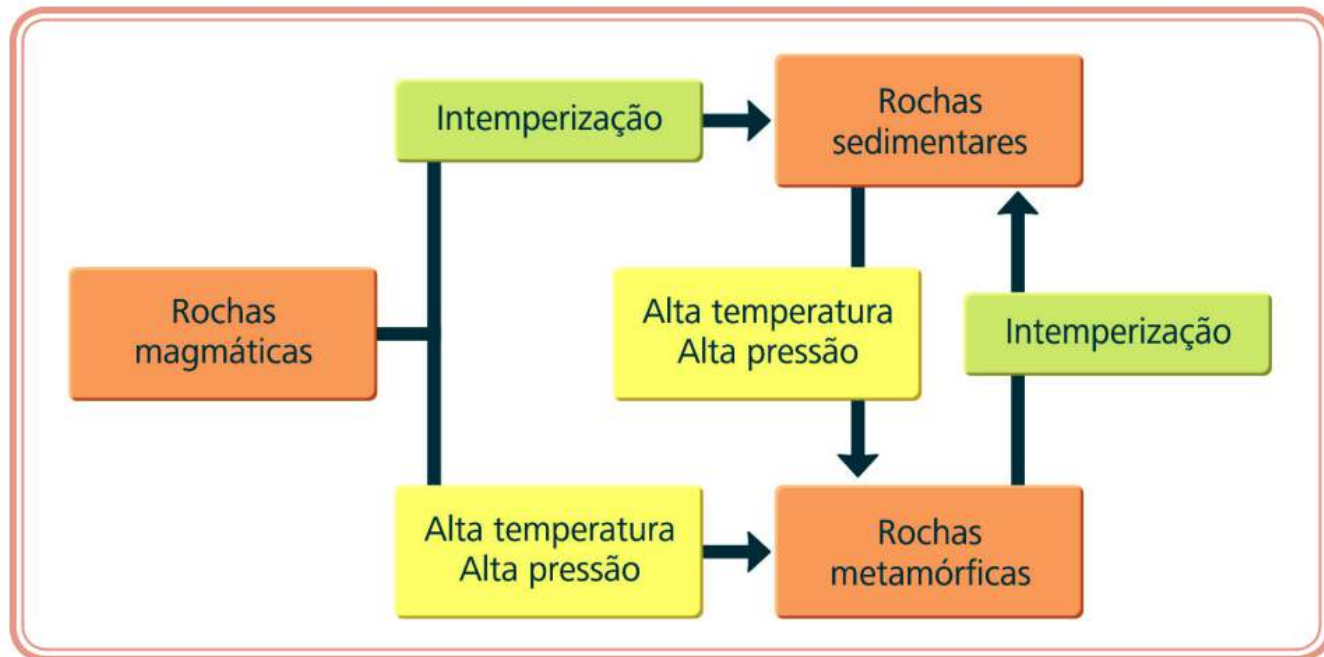 Intemperização
Rochas
sedimentares
Rochas
magmáticas
Alta temperatura
Alta pressão
Intemperização
Alta temperatura
Alta pressão
Rochas
metamórficas